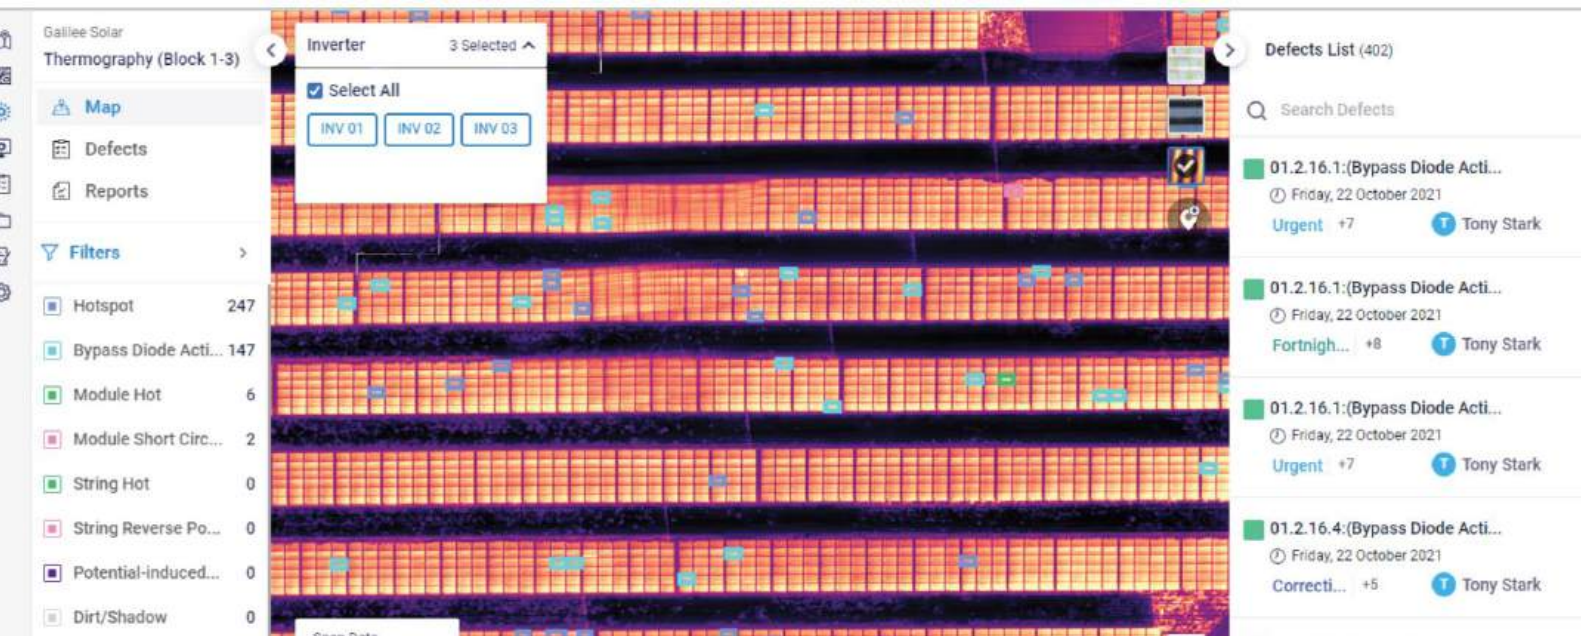 Galilee Solar
Thermography (Block 1-3)
Map
Defects
Reports
Filters
Hotspot 247
Bypass Diode Acti... 147
Module Hot 6
Module Short Circ... 2
String Hot 0
String Reverse Po... 0
Potential-induced... 0
Dirt/Shadow 0
Inverter 3 Selected
Select All
INV 01 INV 02 INV 03
Defects List (402)
Search Defects
01.2.16.1:(Bypass Diode Acti...
Friday, 22 October 2021
Urgent +7 T Tony Stark
01.2.16.1:(Bypass Diode Acti...
Friday, 22 October 2021
Fortnigh... +8 T Tony Stark
01.2.16.1:(Bypass Diode Acti...
Friday, 22 October 2021
Urgent +7 T Tony Stark
01.2.16.4:(Bypass Diode Acti...
Friday, 22 October 2021
Correcti... +5 T Tony Stark